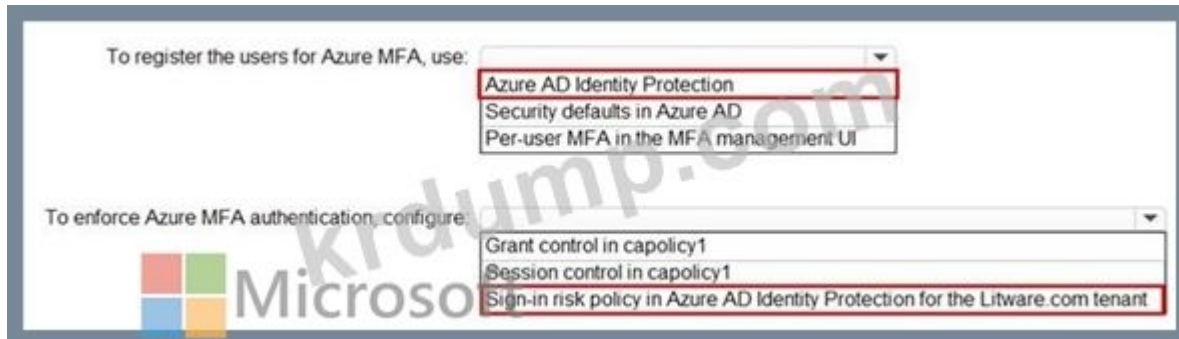 To register the users for Azure MFA, use:
Azure AD Identity Protection
Security defaults in Azure AD
Per-user MFA in the MFA management UI
To enforce Azure MFA authentication, configure:
Grant control in capolicy1
Session control in capolicy1
Sign-in risk policy in Azure AD Identity Protection for the Litware.com tenant
krdump.com
Microsoft